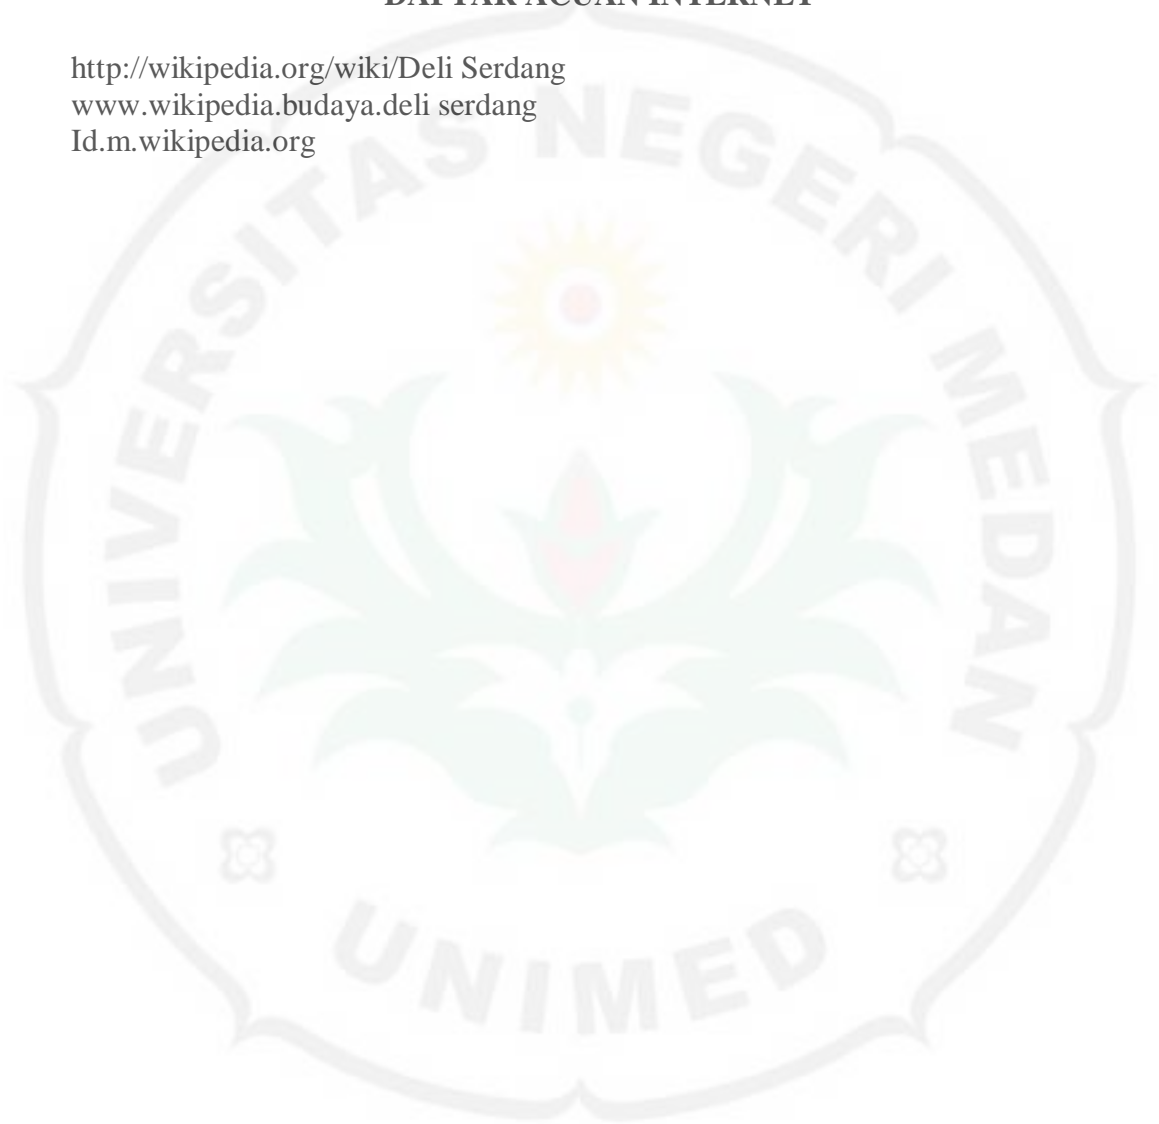 DAFTAR ACUAN INTERNET
http://wikipedia.org/wiki/Deli Serdang
www.wikipedia.budaya.deli serdang
Id.m.wikipedia.org
UNIVERSITAS NEGERI MEDAN
UNIMED